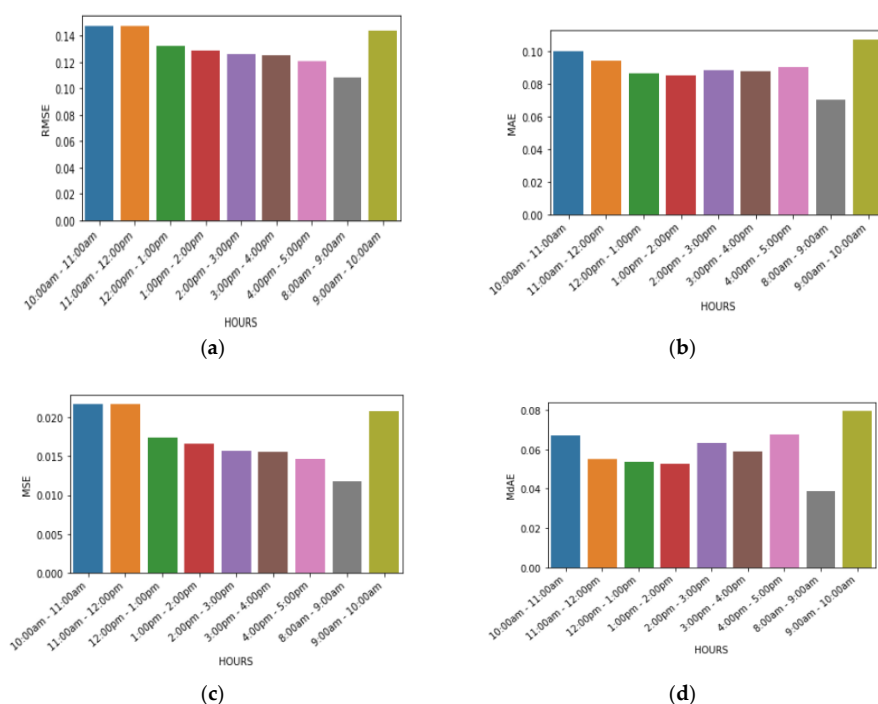 0.14
0.12
0.10
0.08
0.06
0.04
0.02
0.00
RMSE
10:00am - 11:00am
11:00am - 12:00pm
12:00pm - 1:00pm
1:00pm - 2:00pm
2:00pm - 3:00pm
3:00pm - 4:00pm
4:00pm - 5:00pm
8:00am - 9:00am
9:00am - 10:00am
HOURS
(a)
0.10
0.08
0.06
0.04
0.02
0.00
MAE
10:00am - 11:00am
11:00am - 12:00pm
12:00pm - 1:00pm
1:00pm - 2:00pm
2:00pm - 3:00pm
3:00pm - 4:00pm
4:00pm - 5:00pm
8:00am - 9:00am
9:00am - 10:00am
HOURS
(b)
0.020
0.015
0.010
0.005
0.000
MSE
10:00am - 11:00am
11:00am - 12:00pm
12:00pm - 1:00pm
1:00pm - 2:00pm
2:00pm - 3:00pm
3:00pm - 4:00pm
4:00pm - 5:00pm
8:00am - 9:00am
9:00am - 10:00am
HOURS
(c)
0.08
0.06
0.04
0.02
0.00
MdAE
10:00am - 11:00am
11:00am - 12:00pm
12:00pm - 1:00pm
1:00pm - 2:00pm
2:00pm - 3:00pm
3:00pm - 4:00pm
4:00pm - 5:00pm
8:00am - 9:00am
9:00am - 10:00am
HOURS
(d)